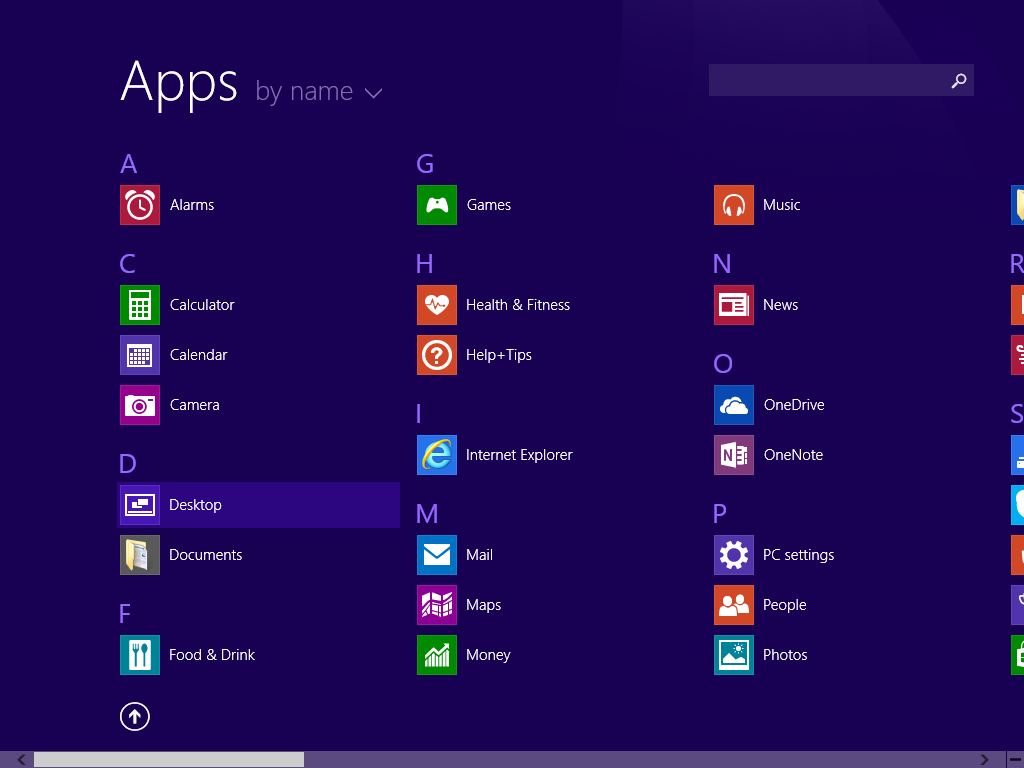 Apps by name
A
Alarms
C
Calculator
Calendar
Camera
D
Desktop
Documents
F
Food & Drink
G
Games
H
Health & Fitness
Help+Tips
I
Internet Explorer
M
Mail
Maps
Money
Music
N
News
O
OneDrive
OneNote
P
PC settings
People
Photos
R
S